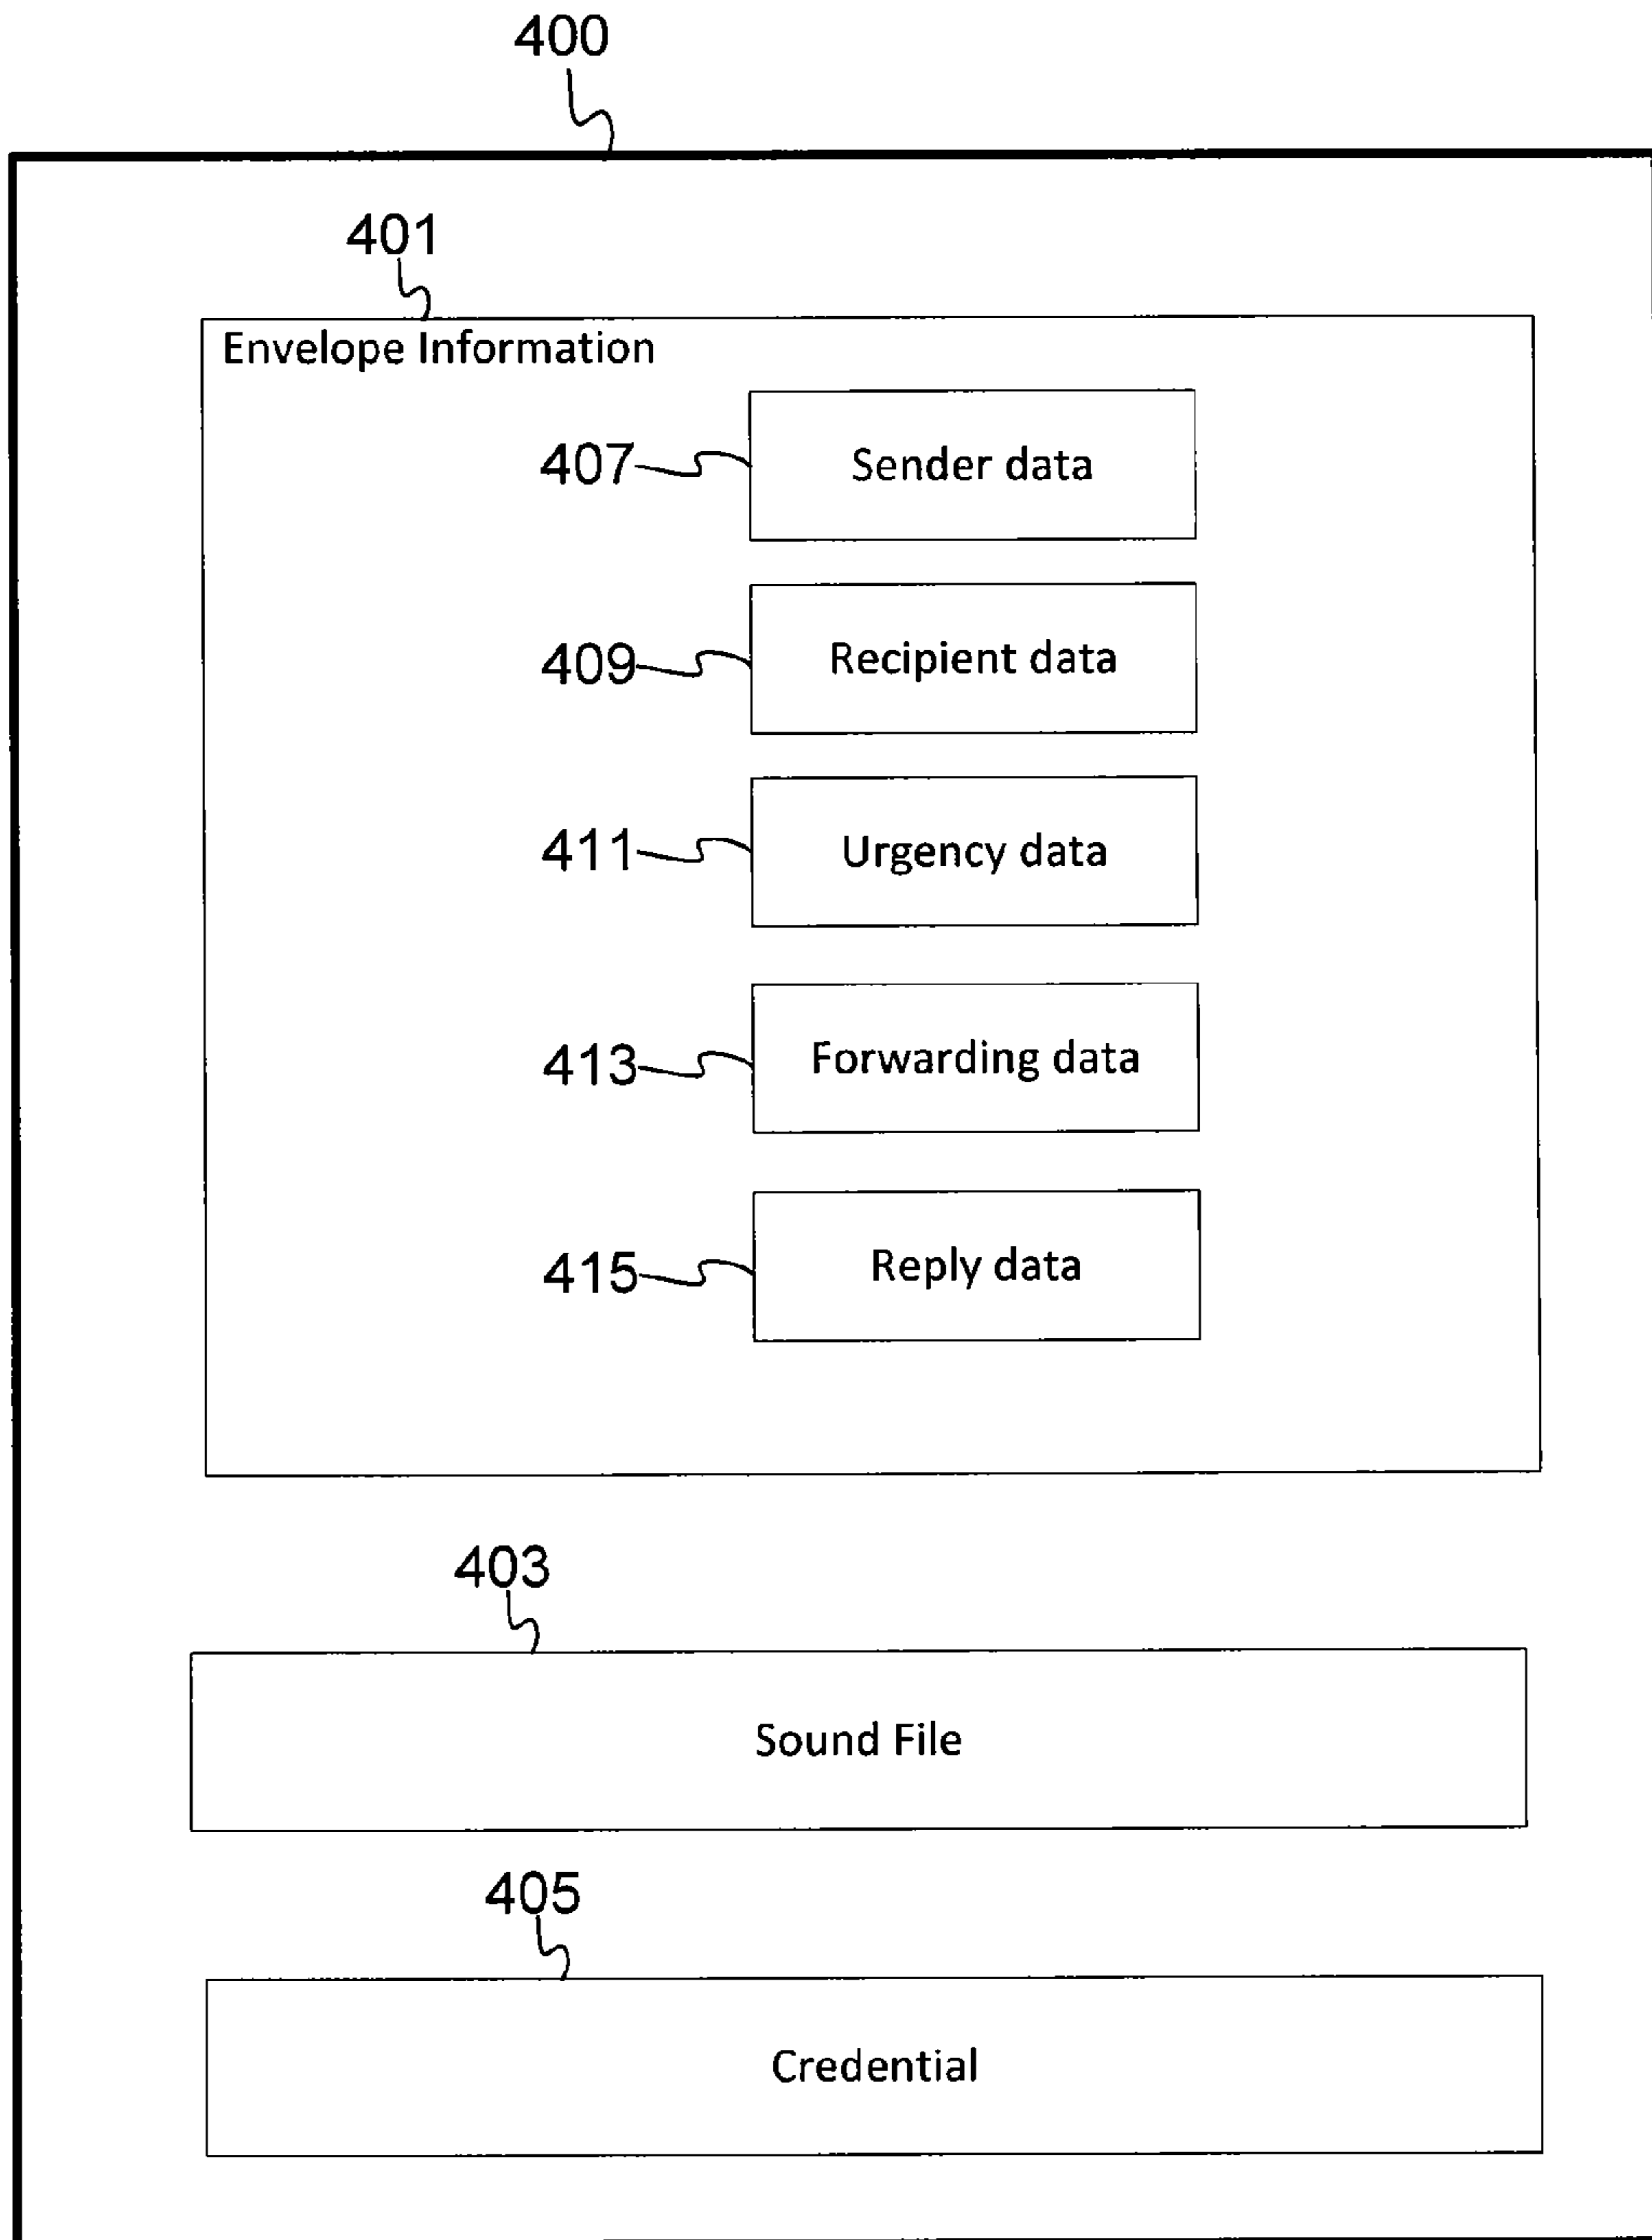 400
401
Envelope Information
407 Sender data
409 Recipient data
411 Urgency data
413 Forwarding data
415 Reply data
403
Sound File
405
Credential